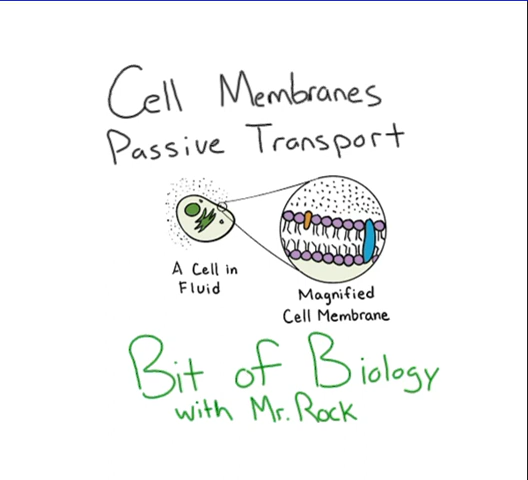 Cell Membranes
Passive Transport
A Cell in
Fluid
Magnified
Cell Membrane
Bit of Biology
with Mr. Rock